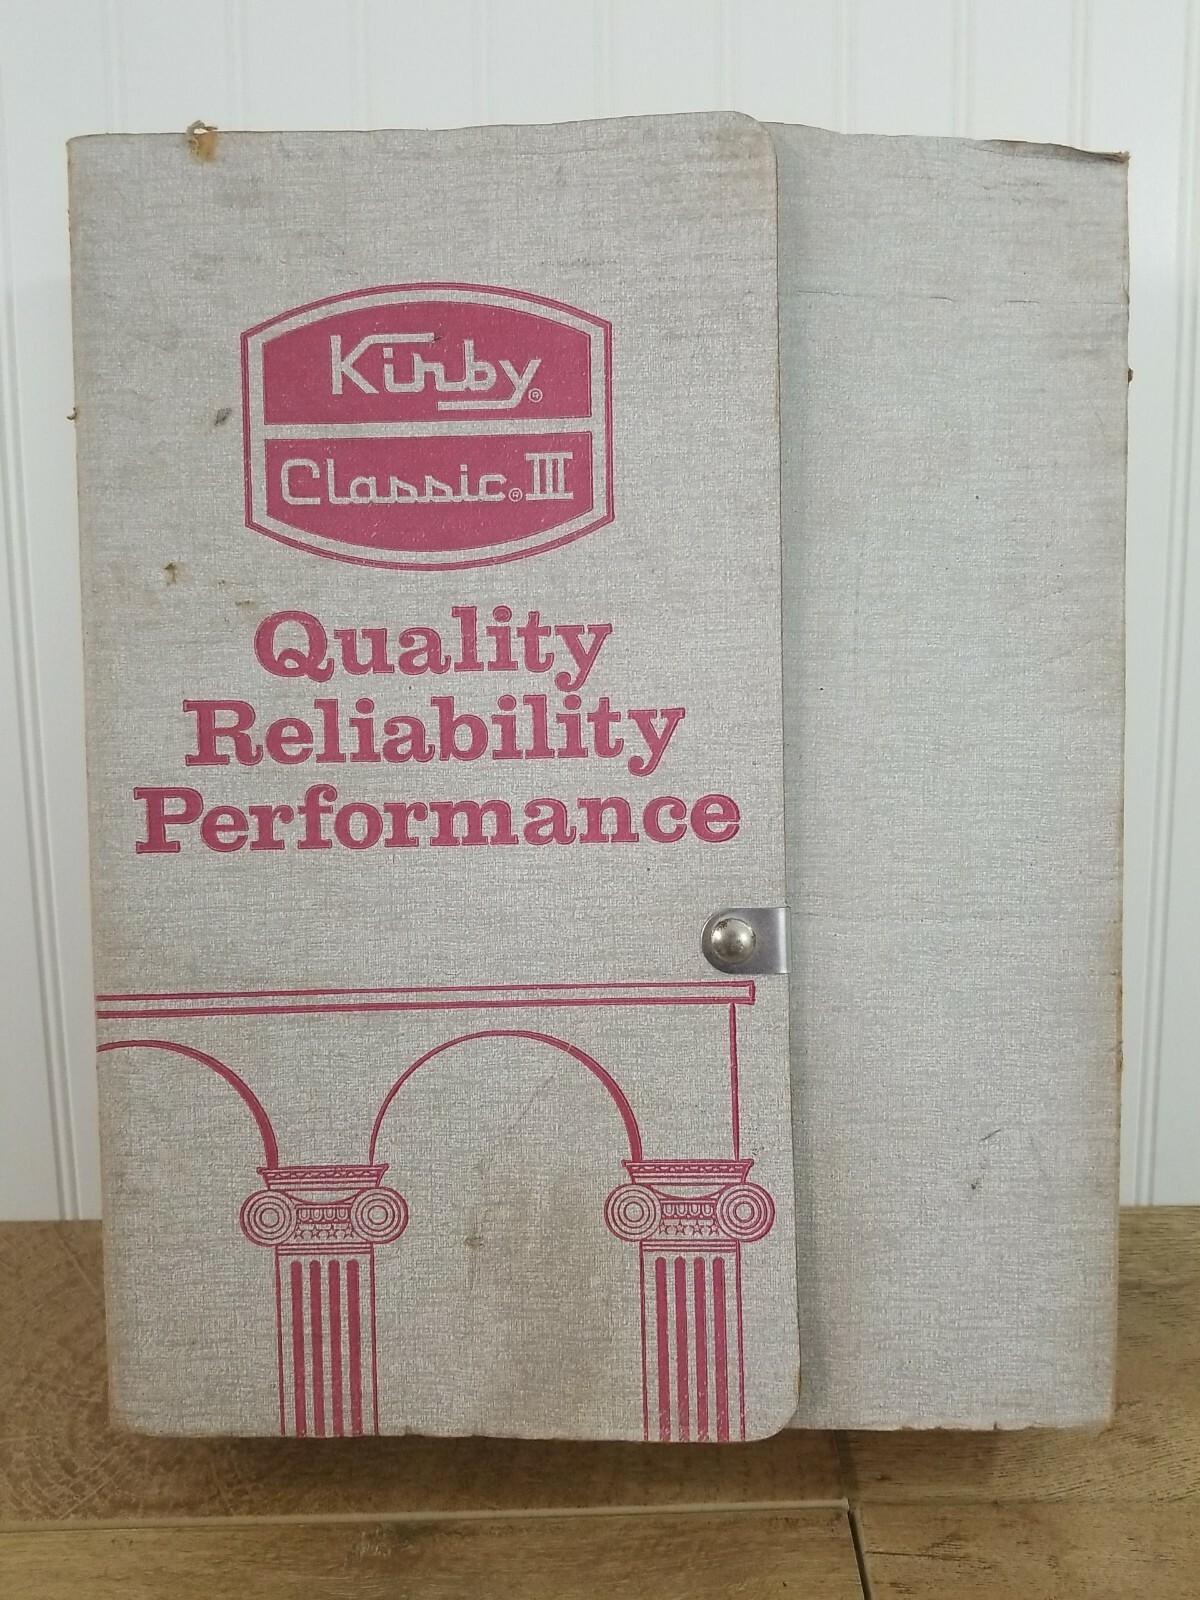 Kirby®
Classic® III
Quality
Reliability
Performance